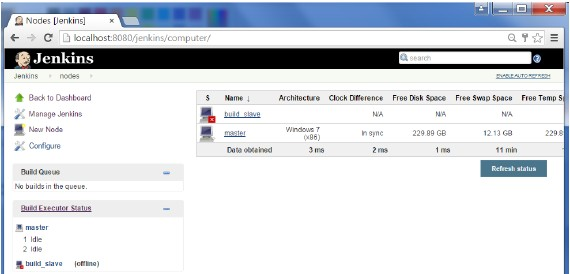 Nodes [Jenkins]
localhost:8080/jenkins/computer/
Jenkins
search
Jenkins nodes
ENABLE AUTO REFRESH
Back to Dashboard
Manage Jenkins
New Node
Configure
S Name ↓ Architecture Clock Difference Free Disk Space Free Swap Space Free Temp S
build_slave N/A N/A N/A
master Windows 7 (x86) In sync 229.89 GB 12.13 GB 229.8
Data obtained 3 ms 2 ms 1 ms 11 min 1
Refresh status
Build Queue
No builds in the queue.
Build Executor Status
master
1 Idle
2 Idle
build_slave (offline)